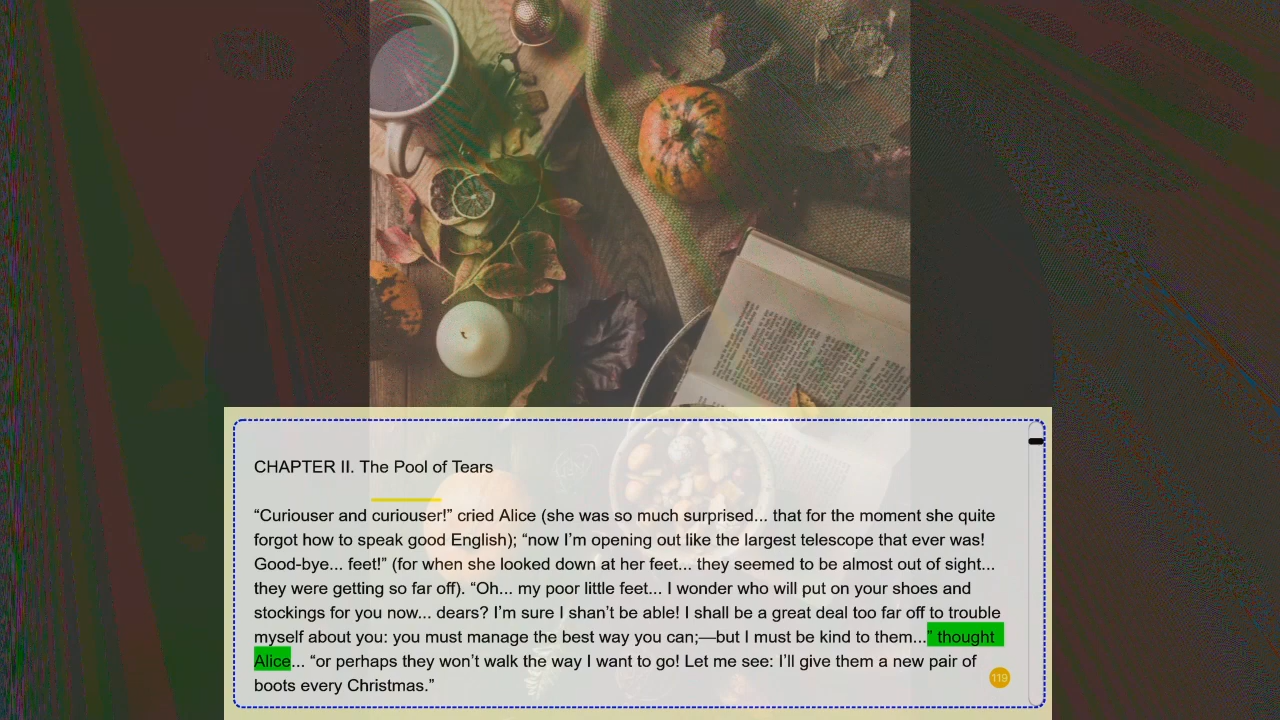 CHAPTER II. The Pool of Tears
“Curiouser and curiouser!” cried Alice (she was so much surprised... that for the moment she quite
forgot how to speak good English); “now I’m opening out like the largest telescope that ever was!
Good-bye... feet!” (for when she looked down at her feet... they seemed to be almost out of sight...
they were getting so far off). “Oh... my poor little feet... I wonder who will put on your shoes and
stockings for you now... dears? I’m sure I shan’t be able! I shall be a great deal too far off to trouble
myself about you: you must manage the best way you can;—but I must be kind to them...” thought
Alice... “or perhaps they won’t walk the way I want to go! Let me see: I’ll give them a new pair of
boots every Christmas.”
119